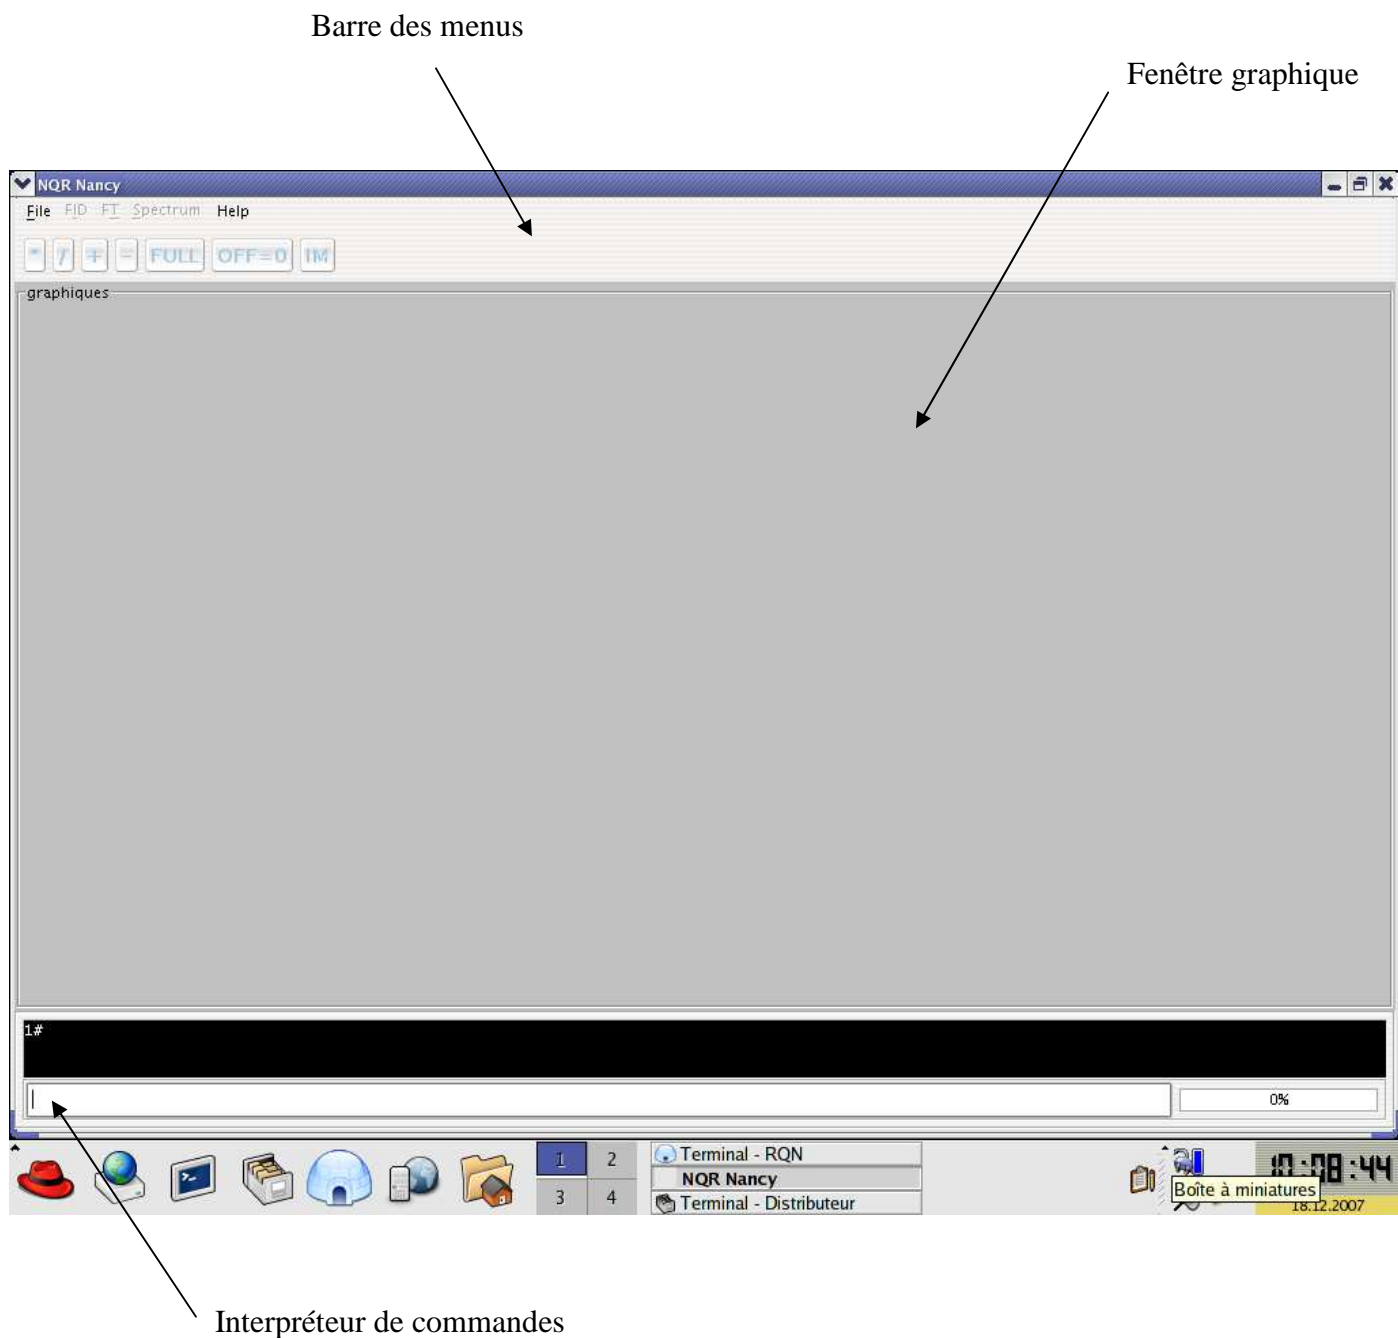 Barre des menus
Fenêtre graphique
NQR Nancy
File FID FT Spectrum Help
FULL OFF=0 IM
graphiques
1#
0%
1 2
3 4
Terminal - RQN
NQR Nancy
Terminal - Distributeur
Boîte à miniatures
10:08:44
18.12.2007
Interpréteur de commandes